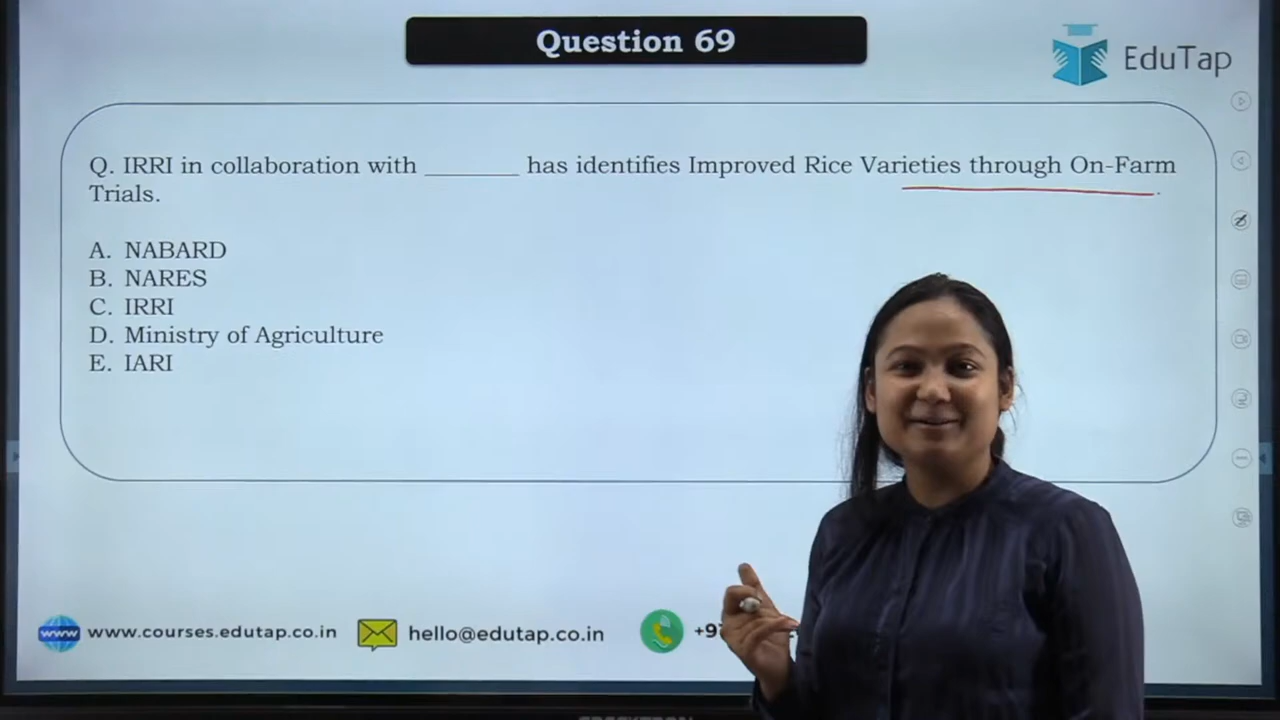 Question 69
EduTap
Q. IRRI in collaboration with ________ has identifies Improved Rice Varieties through On-Farm
Trials.
A. NABARD
B. NARES
C. IRRI
D. Ministry of Agriculture
E. IARI
www www.courses.edutap.co.in hello@edutap.co.in